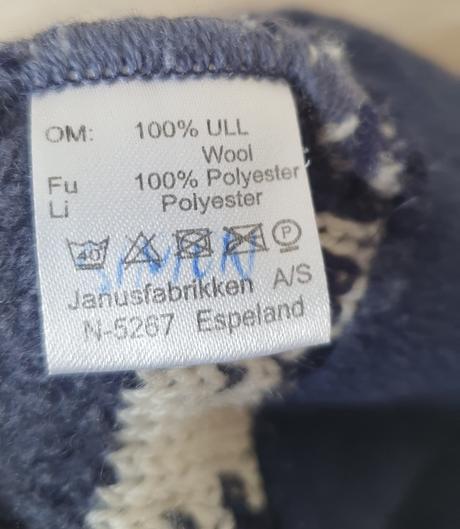 OM: 100% ULL
Wool
Fu 100% Polyester
Li Polyester
40 P
Janusfabrikken A/S
N-5267 Espeland